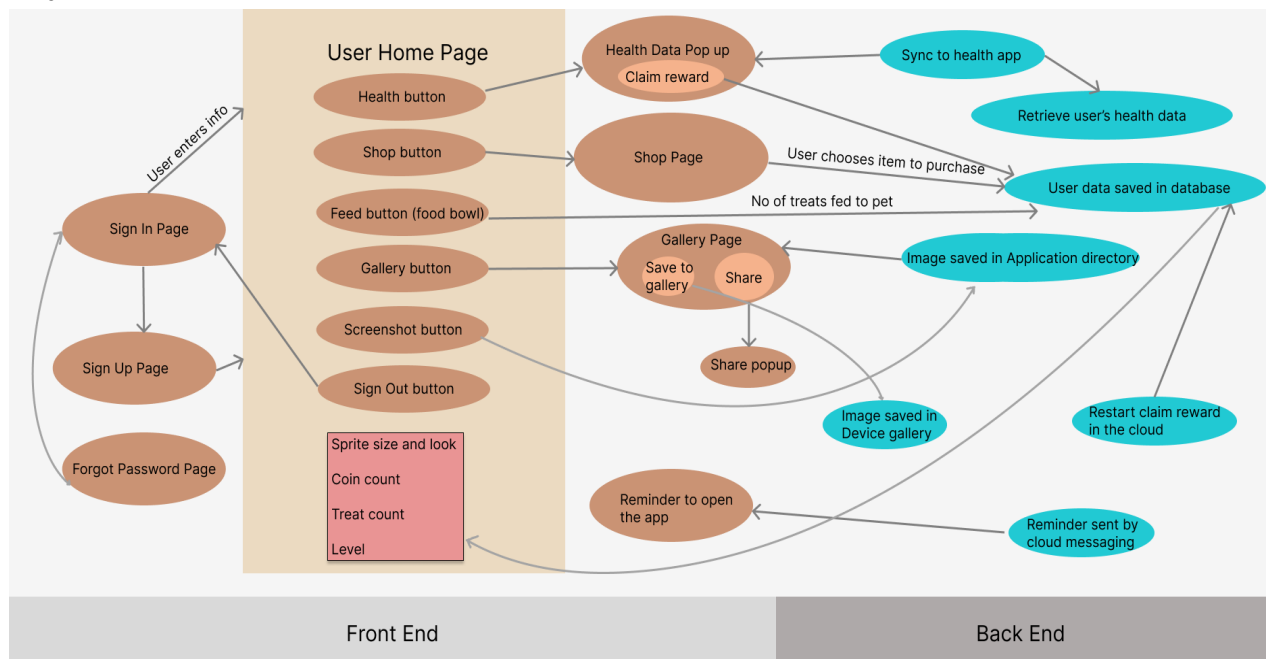 User Home Page
Health button
Shop button
Feed button (food bowl)
Gallery button
Screenshot button
Sign Out button
Sprite size and look
Coin count
Treat count
Level
User enters info
Sign In Page
Sign Up Page
Forgot Password Page
Health Data Pop up
Claim reward
Shop Page
User chooses item to purchase
No of treats fed to pet
Gallery Page
Save to
gallery
Share
Share popup
Reminder to open
the app
Sync to health app
Retrieve user's health data
User data saved in database
Image saved in Application directory
Image saved in
Device gallery
Restart claim reward
in the cloud
Reminder sent by
cloud messaging
Front End
Back End